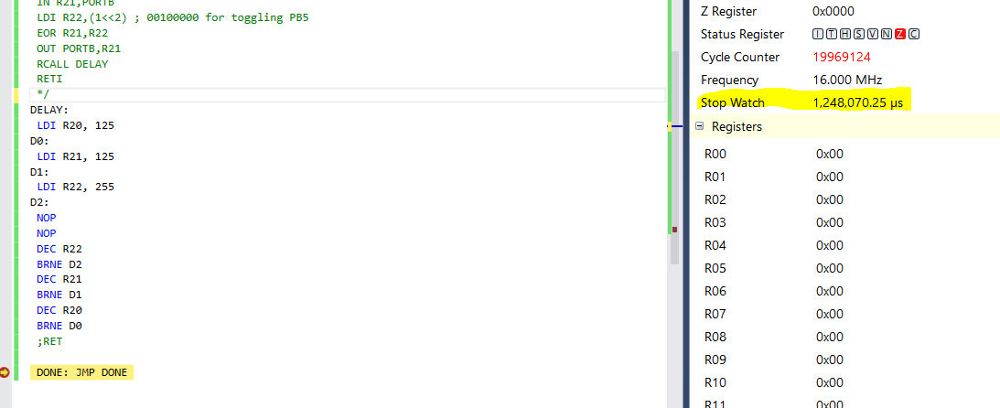 IN R21,PORTB
LDI R22,(1<<2) ; 00100000 for toggling PB5
EOR R21,R22
OUT PORTB,R21
RCALL DELAY
RETI
*/
DELAY:
LDI R20, 125
D0:
LDI R21, 125
D1:
LDI R22, 255
D2:
NOP
NOP
DEC R22
BRNE D2
DEC R21
BRNE D1
DEC R20
BRNE D0
;RET
DONE: JMP DONE
Z Register 0x0000
Status Register I T H S V N Z C
Cycle Counter 19969124
Frequency 16.000 MHz
Stop Watch 1,248,070.25 µs
Registers
R00 0x00
R01 0x00
R02 0x00
R03 0x00
R04 0x00
R05 0x00
R06 0x00
R07 0x00
R08 0x00
R09 0x00
R10 0x00
R11 0x00